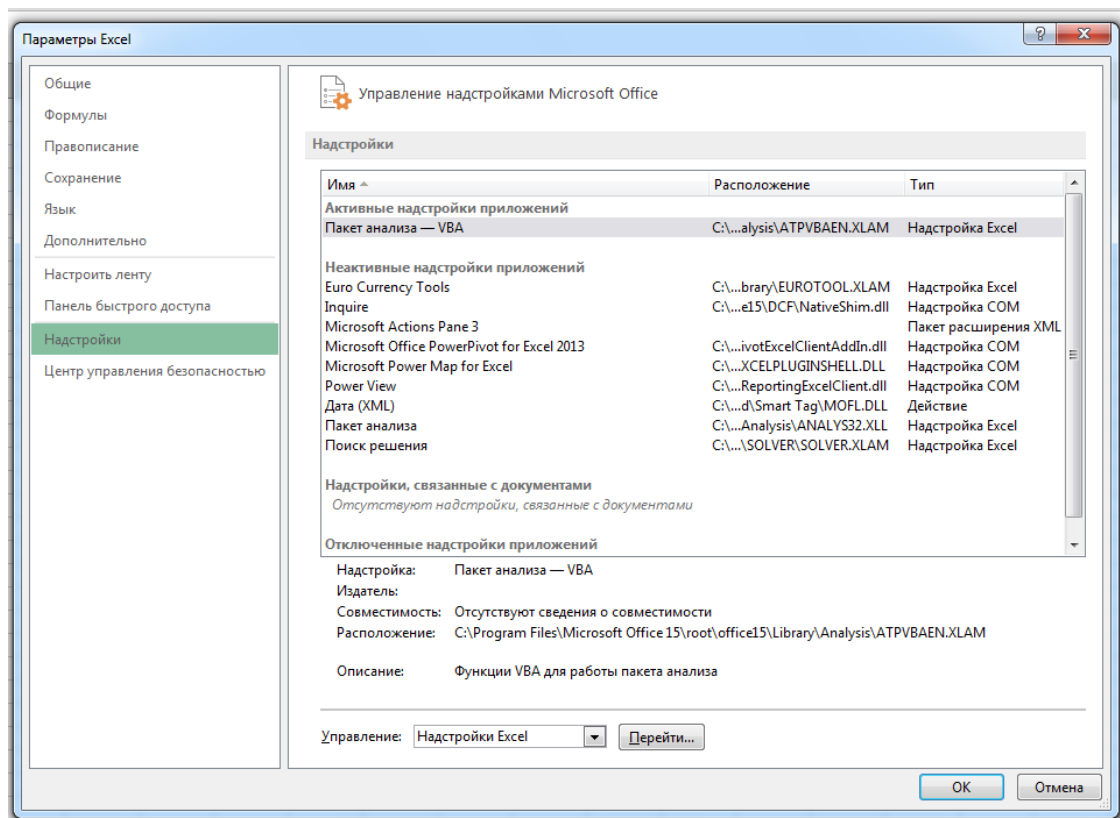 Параметры Excel
Общие
Формулы
Правописание
Сохранение
Язык
Дополнительно
Настроить ленту
Панель быстрого доступа
Надстройки
Центр управления безопасностью
Управление надстройками Microsoft Office
Надстройки
Имя Расположение Тип
Активные надстройки приложений
Пакет анализа — VBA C:\...alysis\ATPVBAEN.XLAM Надстройка Excel
Неактивные надстройки приложений
Euro Currency Tools C:\...brary\EUROTOOL.XLAM Надстройка Excel
Inquire C:\...e15\DCF\NativeShim.dll Надстройка COM
Microsoft Actions Pane 3 Пакет расширения XML
Microsoft Office PowerPivot for Excel 2013 C:\...ivotExcelClientAddIn.dll Надстройка COM
Microsoft Power Map for Excel C:\...XCELPLUGINSHELL.DLL Надстройка COM
Power View C:\...ReportingExcelClient.dll Надстройка COM
Дата (XML) C:\...d\Smart Tag\MOFL.DLL Действие
Пакет анализа C:\...Analysis\ANALYS32.XLL Надстройка Excel
Поиск решения C:\...\SOLVER\SOLVER.XLAM Надстройка Excel
Надстройки, связанные с документами
Отсутствуют надстройки, связанные с документами
Отключенные надстройки приложений
Надстройка: Пакет анализа — VBA
Издатель:
Совместимость: Отсутствуют сведения о совместимости
Расположение: C:\Program Files\Microsoft Office 15\root\office15\Library\Analysis\ATPVBAEN.XLAM
Описание: Функции VBA для работы пакета анализа
Управление: Надстройки Excel Перейти...
ОК Отмена